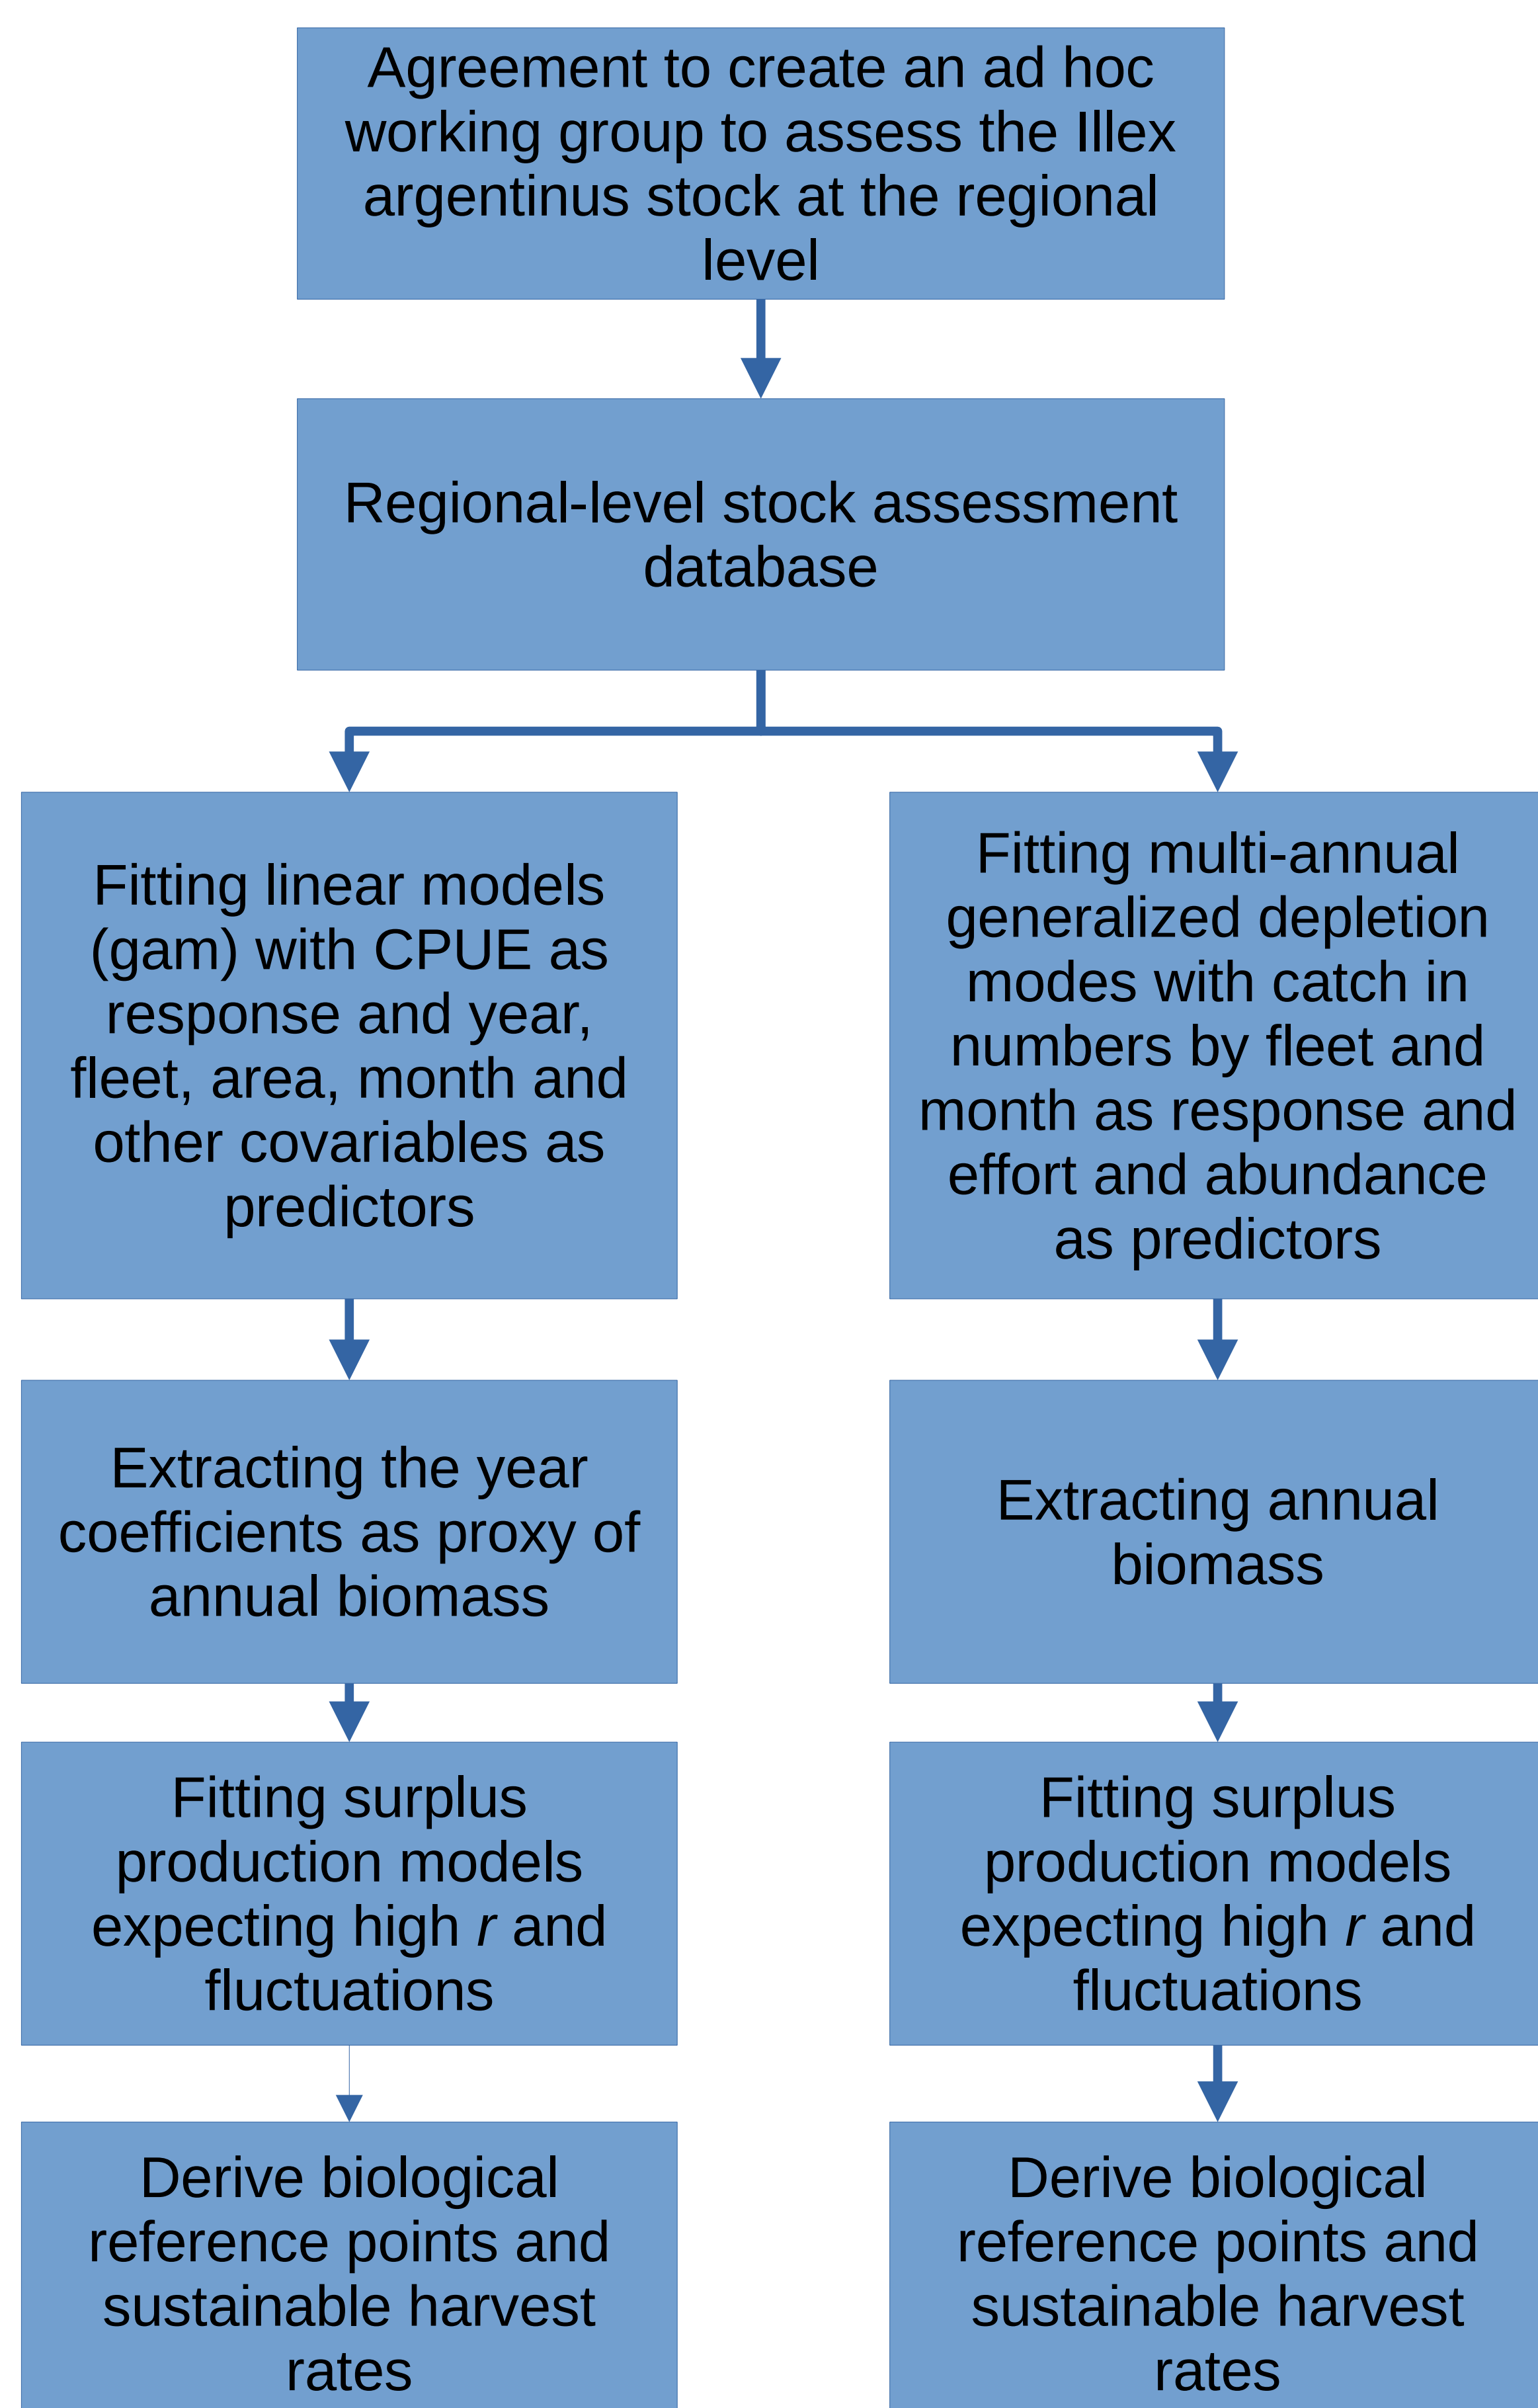 Agreement to create an ad hoc
working group to assess the Illex
argentinus stock at the regional
level
Regional-level stock assessment
database
Fitting linear models
(gam) with CPUE as
response and year,
fleet, area, month and
other covariables as
predictors
Fitting multi-annual
generalized depletion
modes with catch in
numbers by fleet and
month as response and
effort and abundance
as predictors
Extracting the year
coefficients as proxy of
annual biomass
Extracting annual
biomass
Fitting surplus
production models
expecting high r and
fluctuations
Fitting surplus
production models
expecting high r and
fluctuations
Derive biological
reference points and
sustainable harvest
rates
Derive biological
reference points and
sustainable harvest
rates